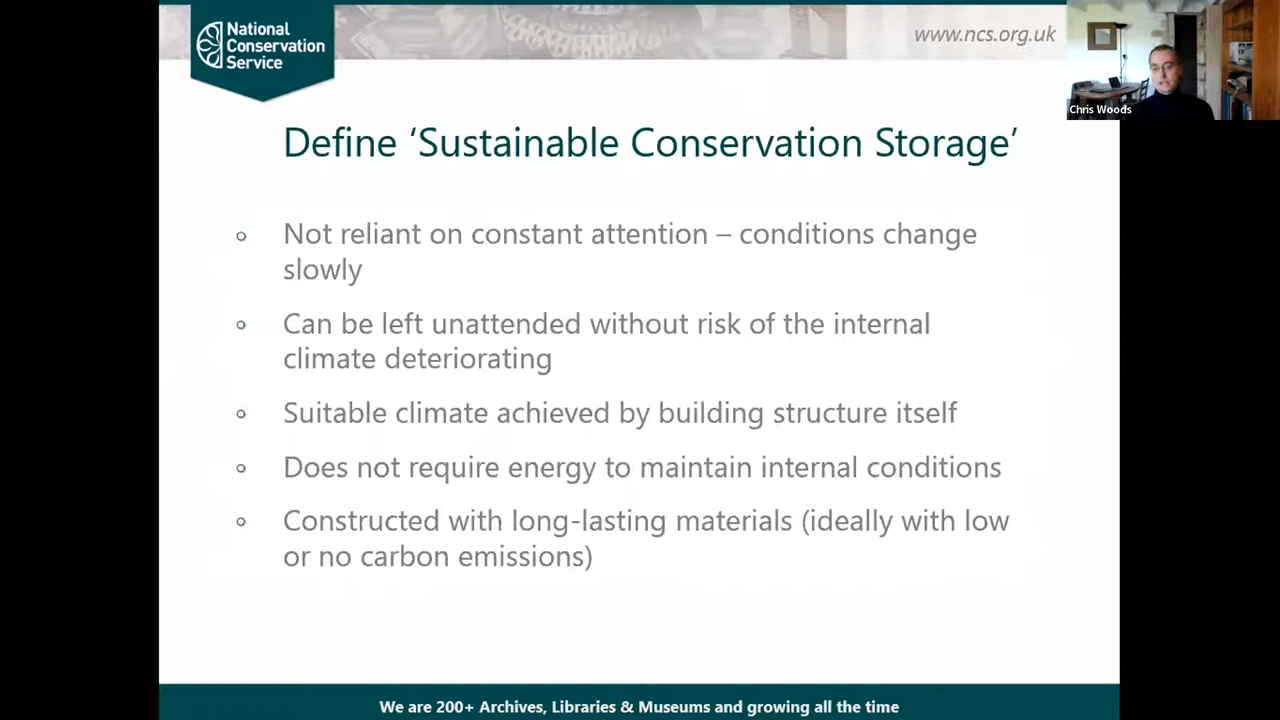 National
Conservation
Service
www.ncs.org.uk
Chris Woods
Define ‘Sustainable Conservation Storage’
Not reliant on constant attention – conditions change
slowly
Can be left unattended without risk of the internal
climate deteriorating
Suitable climate achieved by building structure itself
Does not require energy to maintain internal conditions
Constructed with long-lasting materials (ideally with low
or no carbon emissions)
We are 200+ Archives, Libraries & Museums and growing all the time